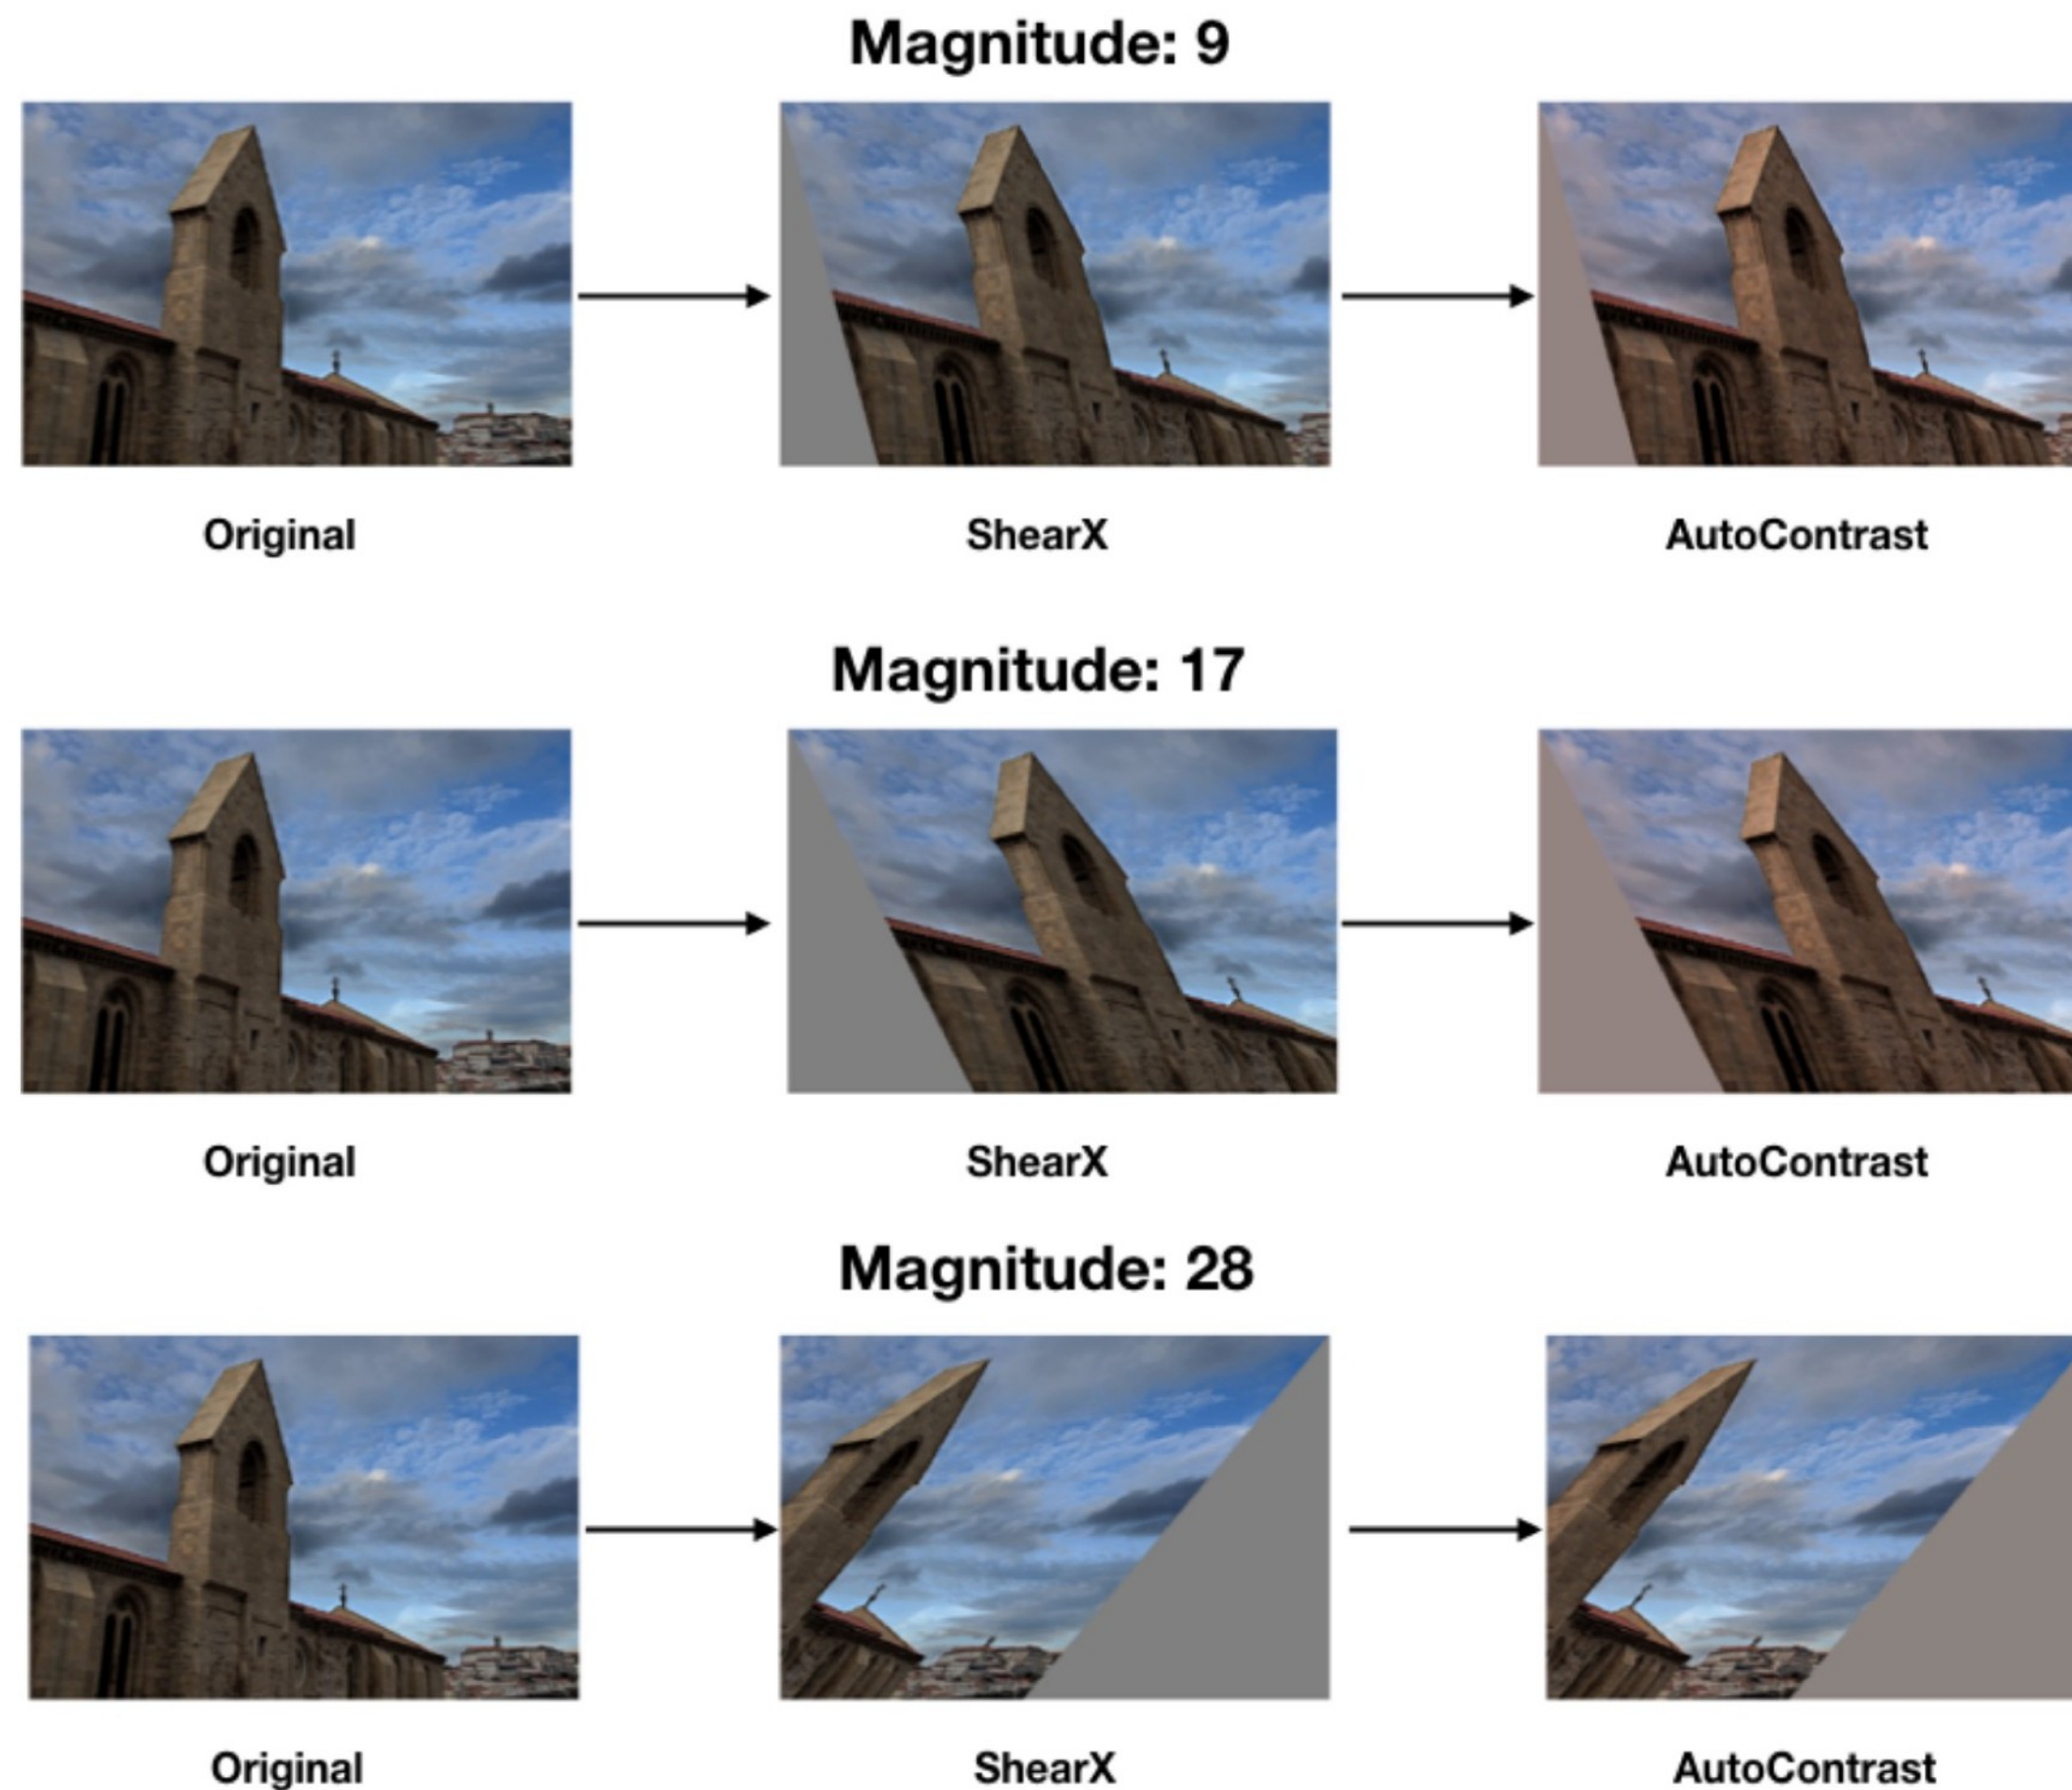 Magnitude: 9
Original
ShearX
AutoContrast
Magnitude: 17
Original
ShearX
AutoContrast
Magnitude: 28
Original
ShearX
AutoContrast